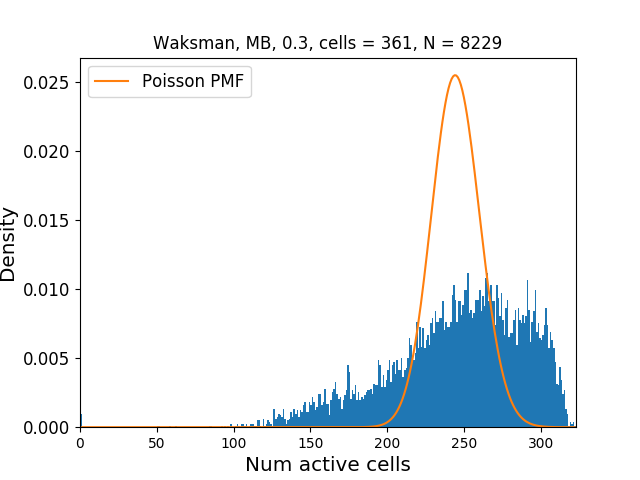 Waksman, MB, 0.3, cells = 361, N = 8229
Poisson PMF
Density
0.025
0.020
0.015
0.010
0.005
0.000
0 50 100 150 200 250 300
Num active cells